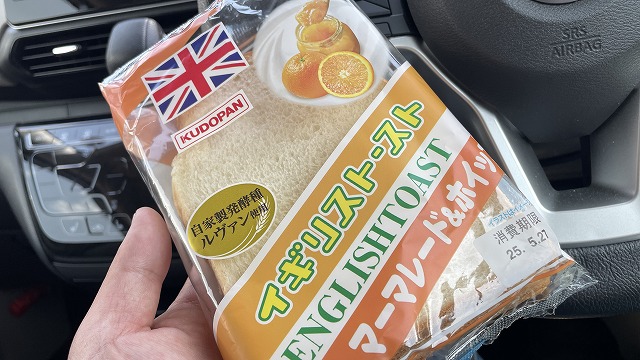 SRS
AIRBAG
KUDOPAN
自家製発酵種
ルヴァン使用
イギリストースト
ENGLISHTOAST
マーマレード&ホイッ
消費期限
25. 5.27